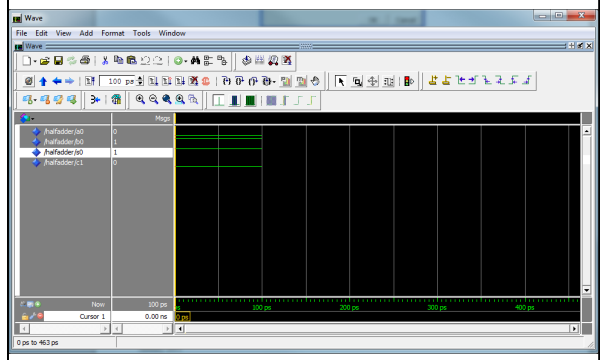 Wave
File Edit View Add Format Tools Window
Wave
100 ps
Msgs
/halfadder/a0 0
/halfadder/b0 1
/halfadder/s0 1
/halfadder/c1 0
Now 100 ps
100 ps 200 ps 300 ps 400 ps
Cursor 1 0.00 ns 0 ps
0 ps to 463 ps